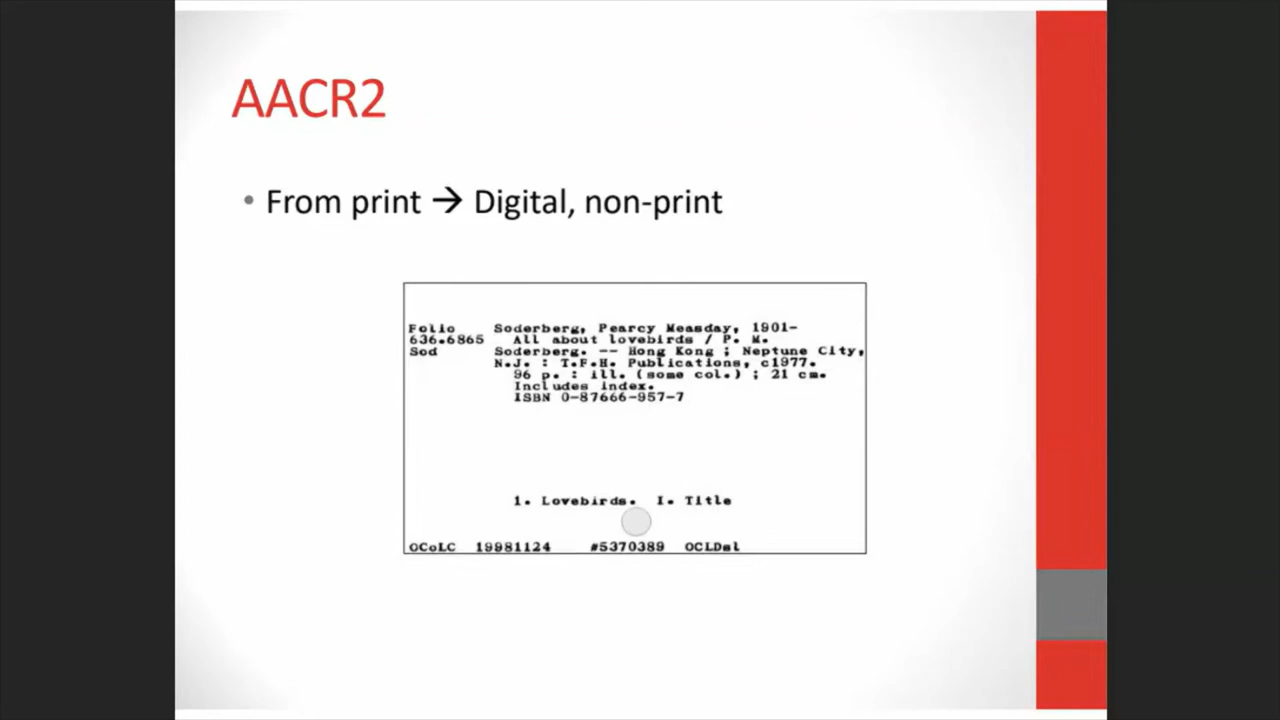 AACR2
• From print → Digital, non-print
Folio Soderberg, Pearcy Measday, 1901-
636.6865 All about lovebirds / P. M.
Sod Soderberg. -- Hong Kong ; Neptune City,
N.J. : T.F.H. Publications, c1977.
96 p. : ill. (some col.) ; 21 cm.
Includes index.
ISBN 0-87666-957-7
1. Lovebirds. I. Title
OCoLC 19981124 #5370389 OCLDsl